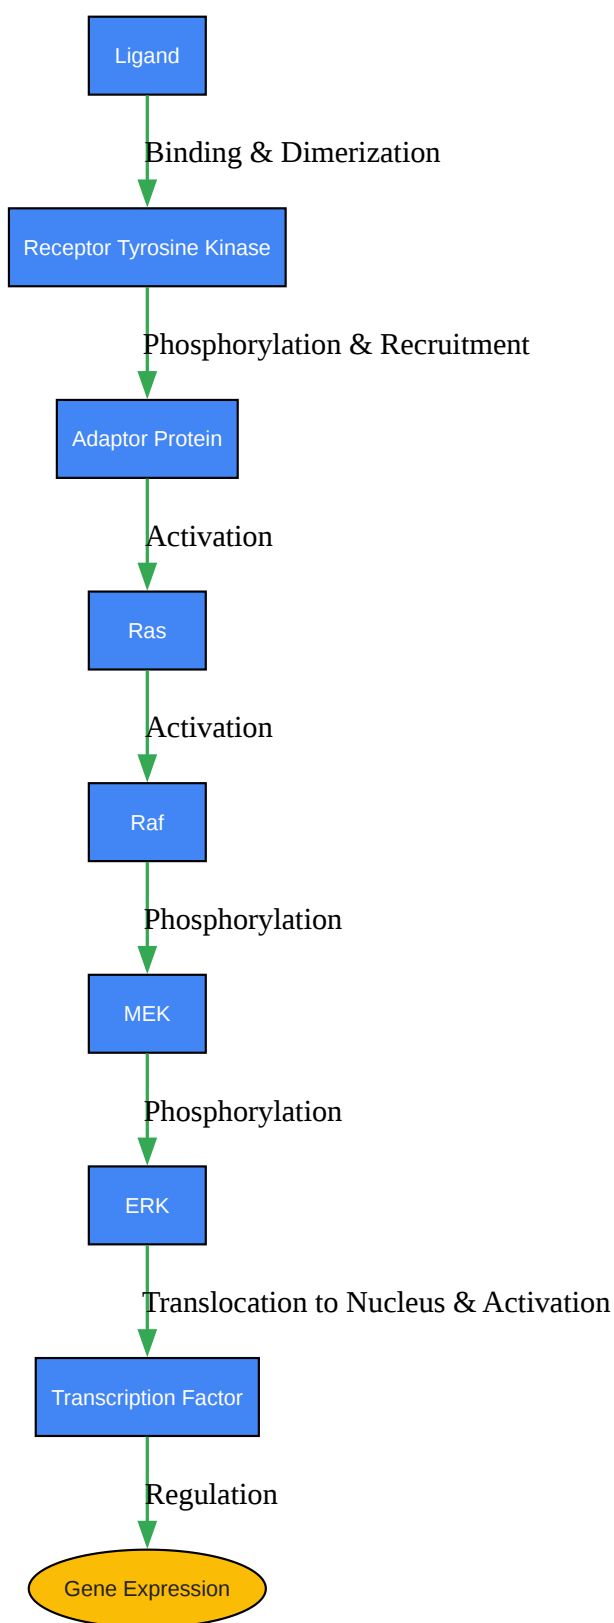 Ligand
Binding & Dimerization
Receptor Tyrosine Kinase
Phosphorylation & Recruitment
Adaptor Protein
Activation
Ras
Activation
Raf
Phosphorylation
MEK
Phosphorylation
ERK
Translocation to Nucleus & Activation
Transcription Factor
Regulation
Gene Expression